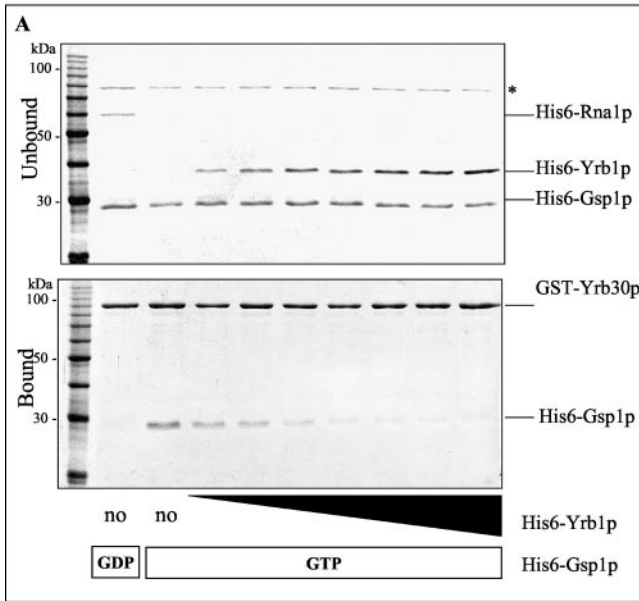 A
kDa
100 -
50 -
30 -
Unbound
*
His6-Rna1p
His6-Yrb1p
His6-Gsp1p
kDa
100 -
50 -
30 -
Bound
GST-Yrb30p
His6-Gsp1p
no no
His6-Yrb1p
GDP GTP
His6-Gsp1p